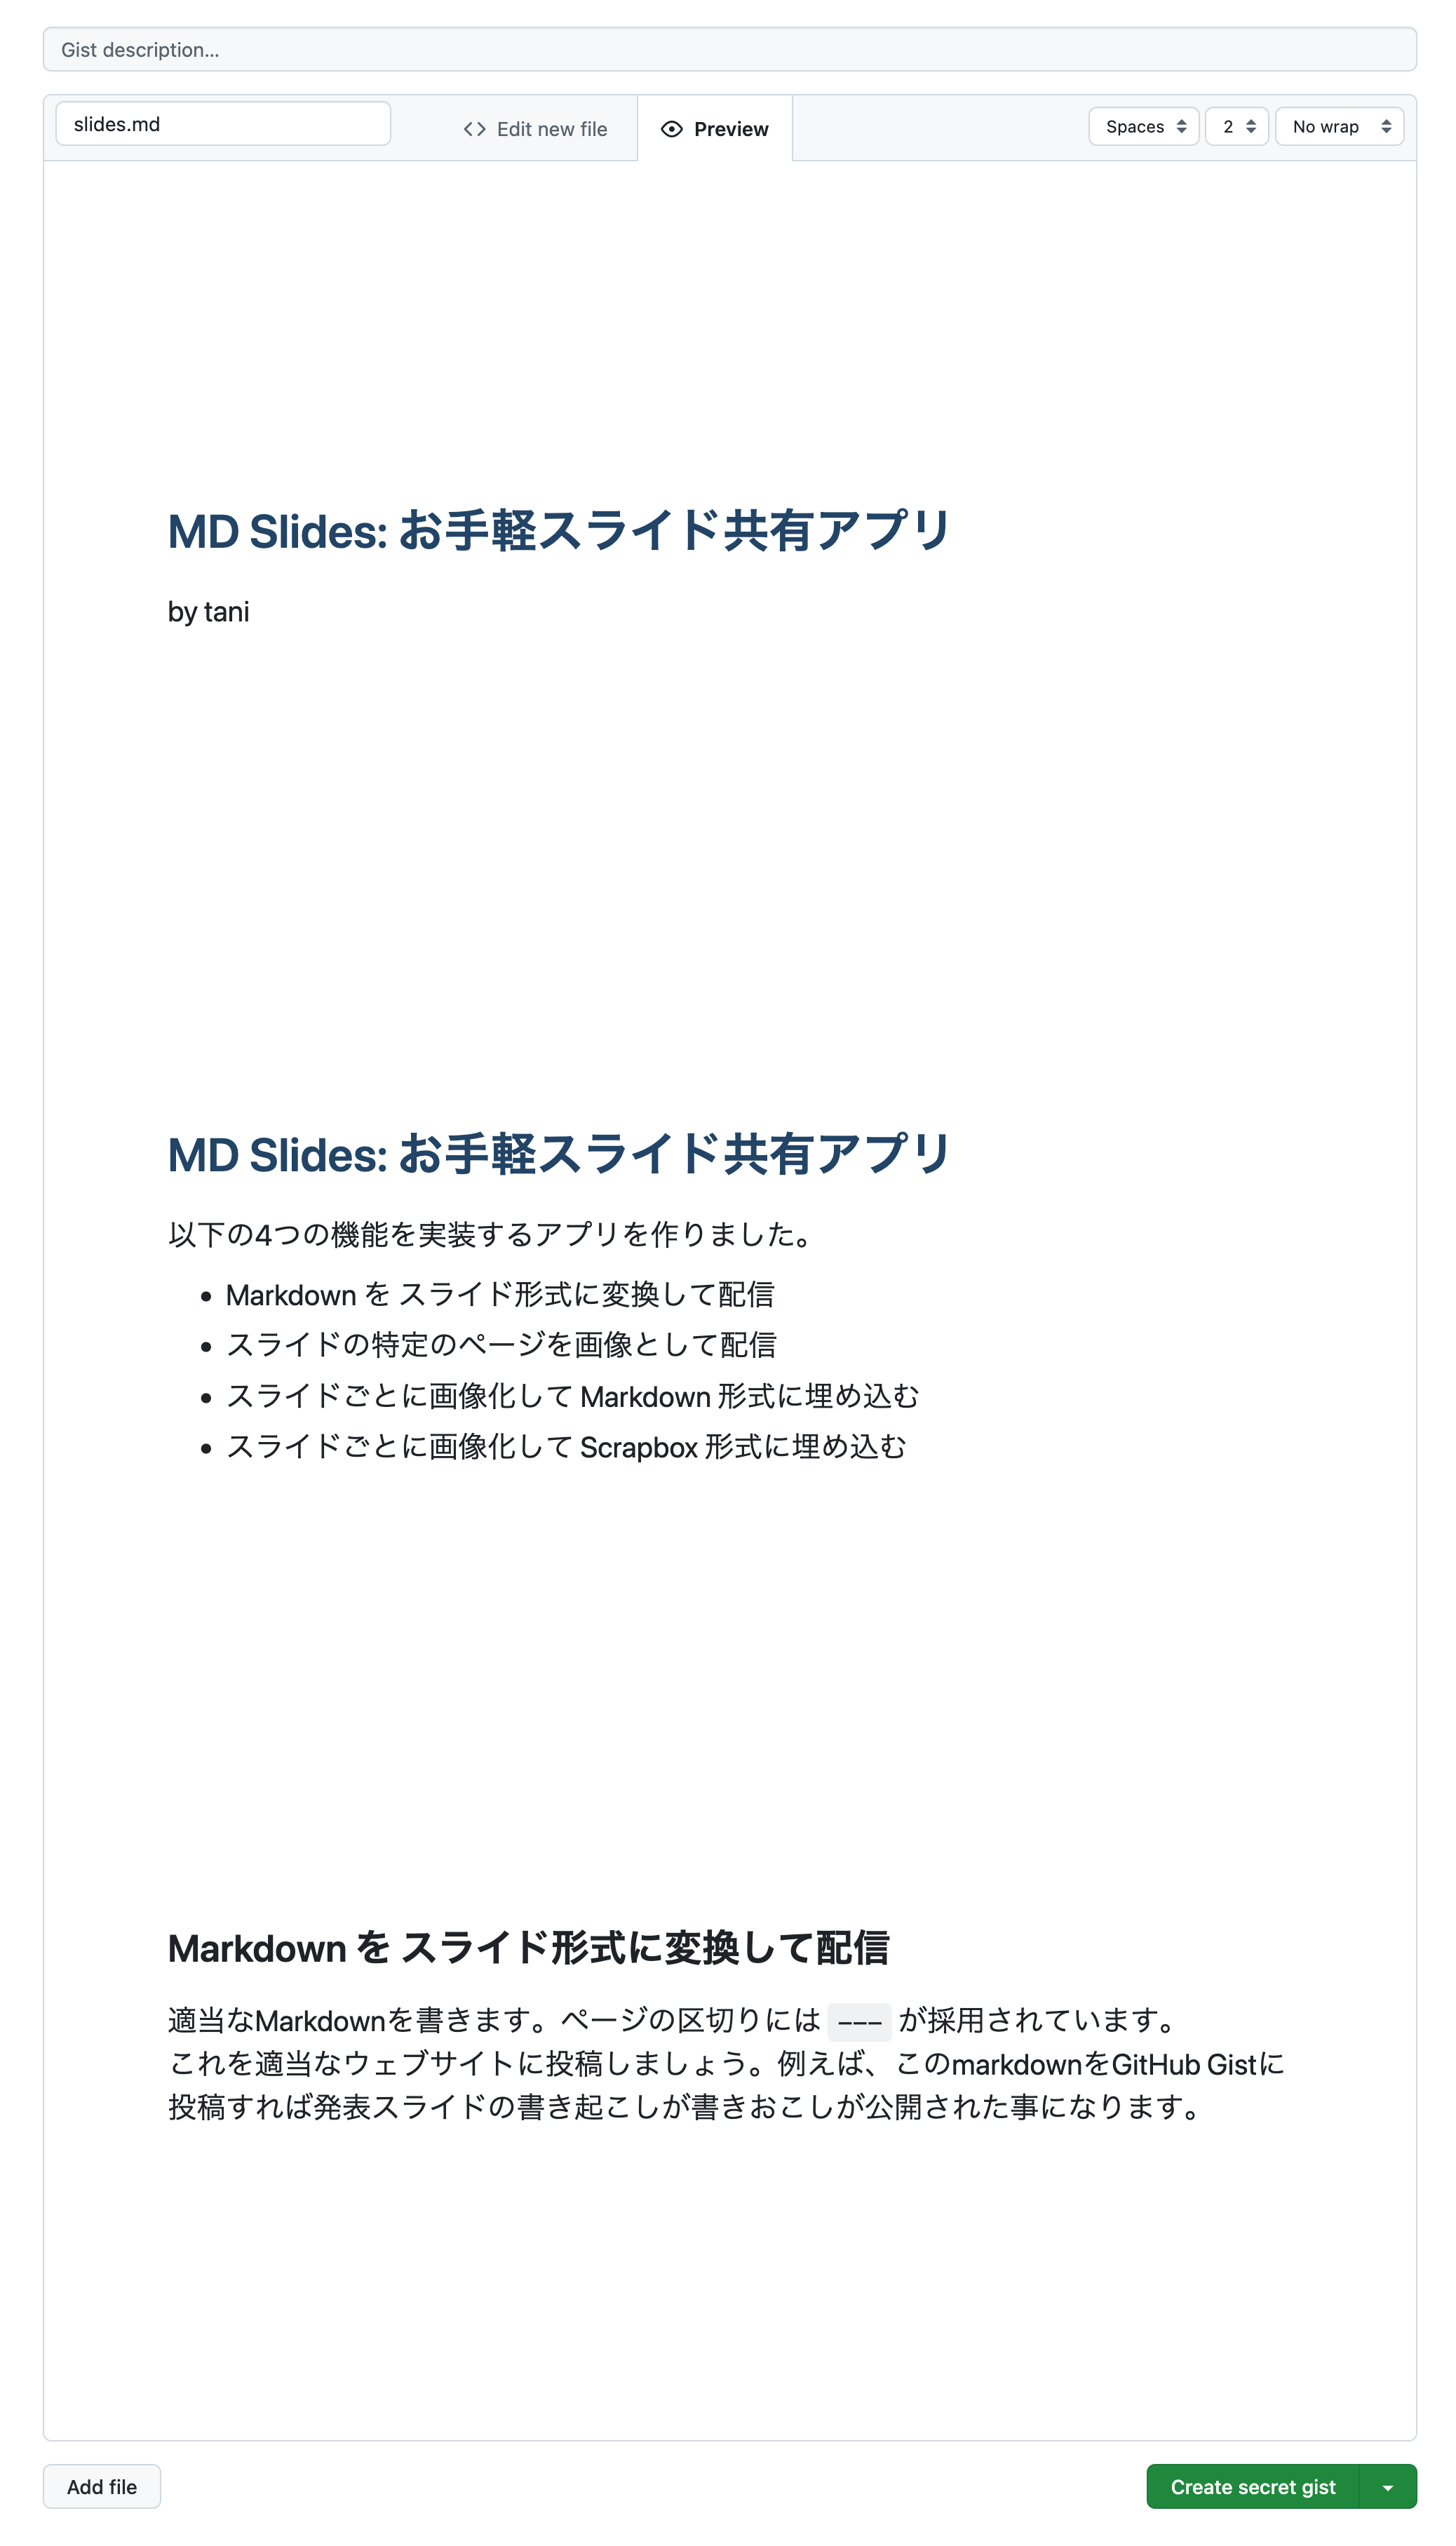 Gist description...
slides.md
Edit new file
Preview
Spaces
2
No wrap
MD Slides: お手軽スライド共有アプリ
by tani
MD Slides: お手軽スライド共有アプリ
以下の4つの機能を実装するアプリを作りました。
• Markdown を スライド形式に変換して配信
• スライドの特定のページを画像として配信
• スライドごとに画像化して Markdown 形式に埋め込む
• スライドごとに画像化して Scrapbox 形式に埋め込む
Markdown を スライド形式に変換して配信
適当なMarkdownを書きます。ページの区切りには --- が採用されています。
これを適当なウェブサイトに投稿しましょう。例えば、このmarkdownをGitHub Gistに
投稿すれば発表スライドの書き起こしが書きおこしが公開された事になります。
Add file
Create secret gist